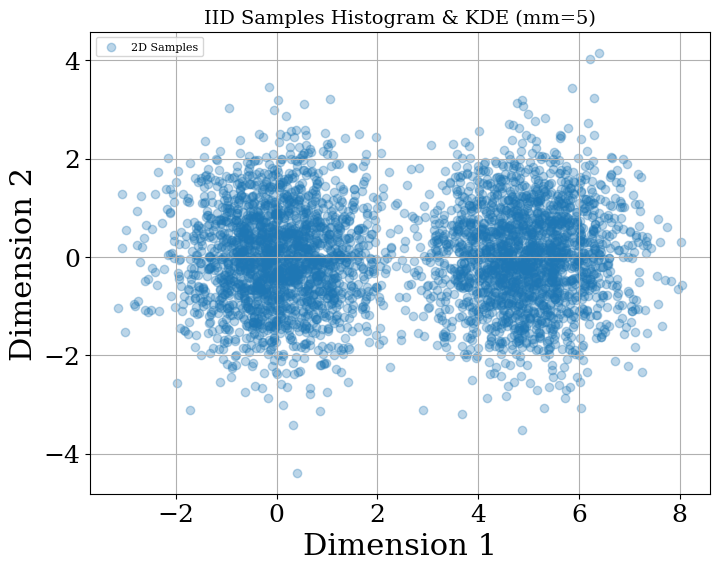 IID Samples Histogram & KDE (mm=5)
2D Samples
4
2
0
−2
−4
Dimension 2
−2 0 2 4 6 8
Dimension 1